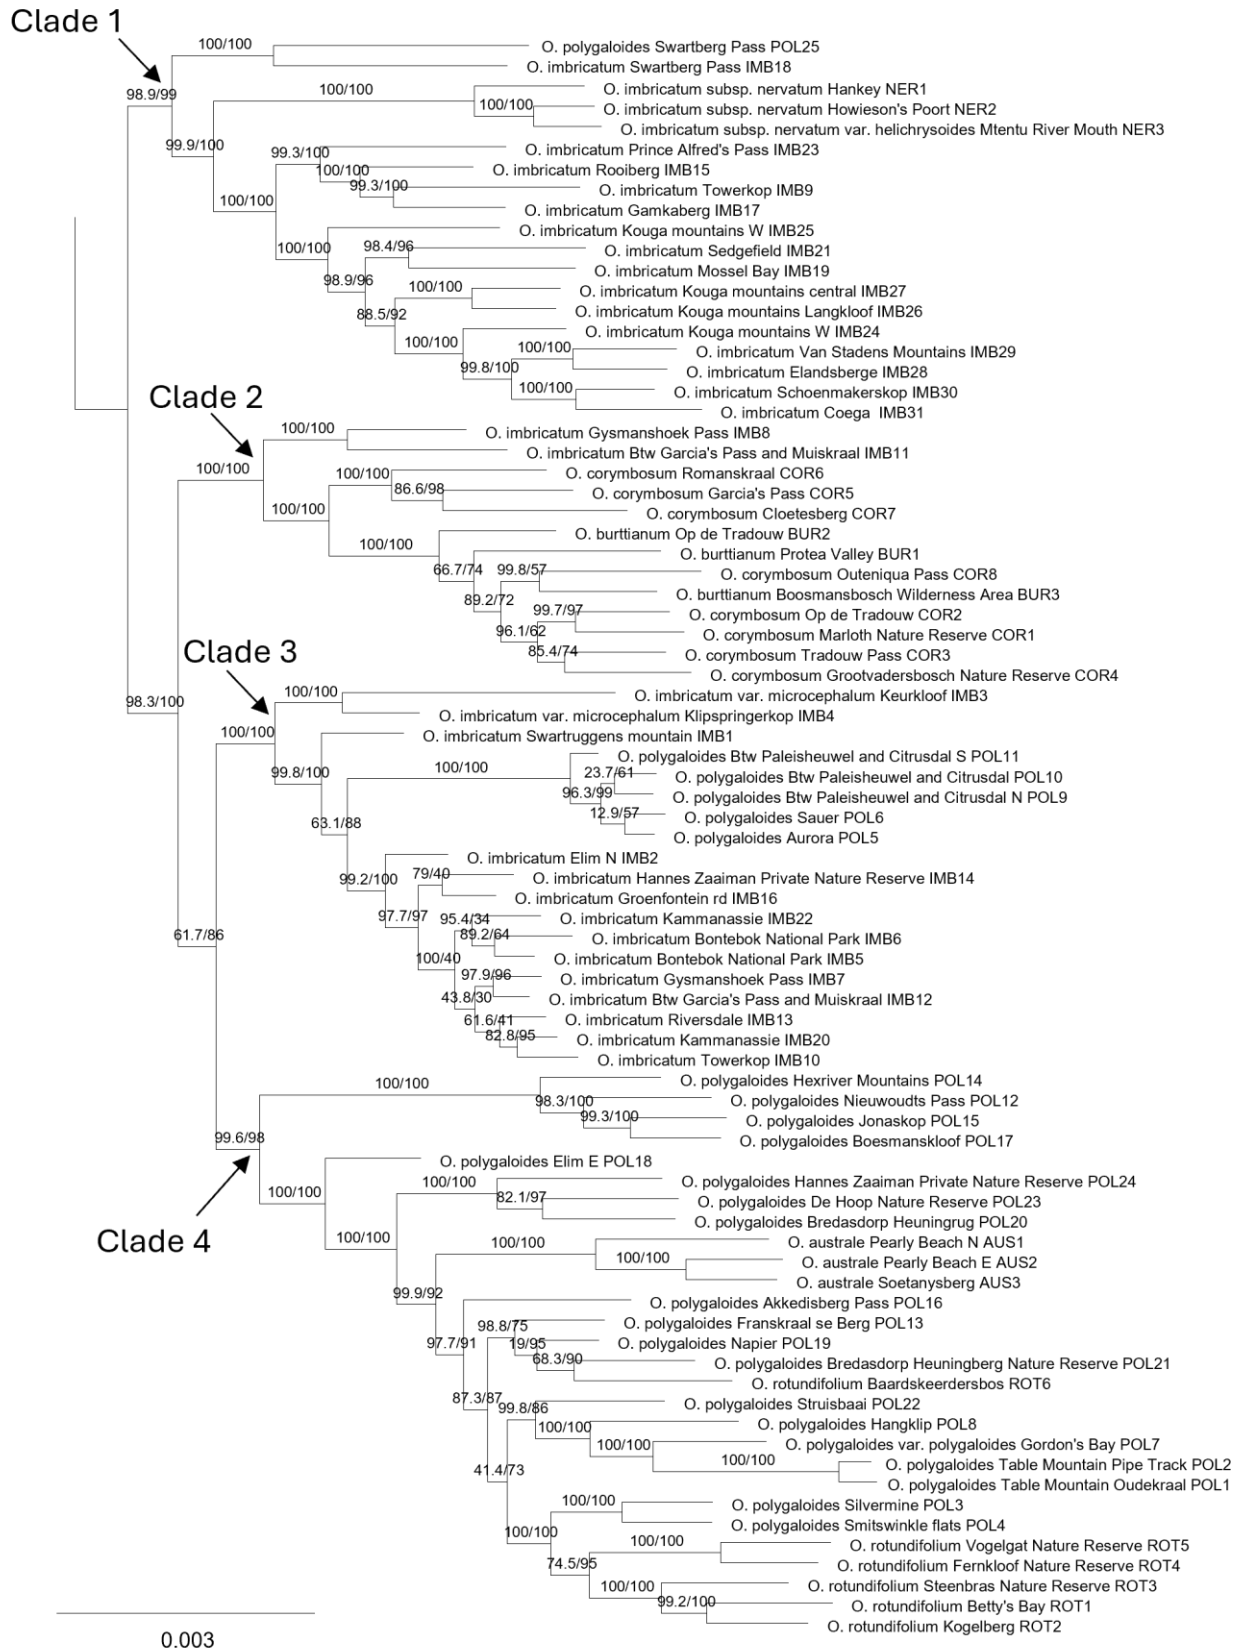 Clade 1
100/100
O. polygaloides Swartberg Pass POL25
O. imbricatum Swartberg Pass IMB18
98.9/99
100/100
O. imbricatum subsp. nervatum Hankey NER1
100/100
O. imbricatum subsp. nervatum Howieson's Poort NER2
O. imbricatum subsp. nervatum var. helichrysoides Mtentu River Mouth NER3
99.9/100
99.3/100
O. imbricatum Prince Alfred's Pass IMB23
100/100
O. imbricatum Rooiberg IMB15
99.3/100
O. imbricatum Towerkop IMB9
100/100
O. imbricatum Gamkaberg IMB17
O. imbricatum Kouga mountains W IMB25
100/100
98.4/96
O. imbricatum Sedgefield IMB21
O. imbricatum Mossel Bay IMB19
98.9/96
100/100
O. imbricatum Kouga mountains central IMB27
O. imbricatum Kouga mountains Langkloof IMB26
88.5/92
O. imbricatum Kouga mountains W IMB24
100/100
100/100
O. imbricatum Van Stadens Mountains IMB29
99.8/100
O. imbricatum Elandsberge IMB28
100/100
O. imbricatum Schoenmakerskop IMB30
O. imbricatum Coega IMB31
Clade 2
100/100
O. imbricatum Gysmanshoek Pass IMB8
O. imbricatum Btw Garcia's Pass and Muiskraal IMB11
100/100
100/100
O. corymbosum Romanskraal COR6
86.6/98
O. corymbosum Garcia's Pass COR5
O. corymbosum Cloetesberg COR7
100/100
O. burttianum Op de Tradouw BUR2
100/100
O. burttianum Protea Valley BUR1
66.7/74
99.8/57
O. corymbosum Outeniqua Pass COR8
O. burttianum Boosmansbosch Wilderness Area BUR3
89.2/72
99.7/97
O. corymbosum Op de Tradouw COR2
96.1/62
O. corymbosum Marloth Nature Reserve COR1
85.4/74
O. corymbosum Tradouw Pass COR3
O. corymbosum Grootvadersbosch Nature Reserve COR4
Clade 3
98.3/100
100/100
O. imbricatum var. microcephalum Keurkloof IMB3
O. imbricatum var. microcephalum Klipspringerkop IMB4
100/100
O. imbricatum Swartruggens mountain IMB1
99.8/100
100/100
O. polygaloides Btw Paleisheuwel and Citrusdal S POL11
23.7/61
O. polygaloides Btw Paleisheuwel and Citrusdal POL10
96.3/99
O. polygaloides Btw Paleisheuwel and Citrusdal N POL9
12.9/57
O. polygaloides Sauer POL6
63.1/88
O. polygaloides Aurora POL5
O. imbricatum Elim N IMB2
99.2/100
79/40
O. imbricatum Hannes Zaaiman Private Nature Reserve IMB14
O. imbricatum Groenfontein rd IMB16
97.7/97
95.4/34
O. imbricatum Kammanassie IMB22
89.2/64
O. imbricatum Bontebok National Park IMB6
100/40
O. imbricatum Bontebok National Park IMB5
97.9/96
O. imbricatum Gysmanshoek Pass IMB7
43.8/30
O. imbricatum Btw Garcia's Pass and Muiskraal IMB12
61.6/41
O. imbricatum Riversdale IMB13
82.8/95
O. imbricatum Kammanassie IMB20
O. imbricatum Towerkop IMB10
61.7/86
100/100
O. polygaloides Hexriver Mountains POL14
98.3/100
O. polygaloides Nieuwoudts Pass POL12
99.3/100
O. polygaloides Jonaskop POL15
O. polygaloides Boesmanskloof POL17
99.6/98
Clade 4
O. polygaloides Elim E POL18
100/100
100/100
O. polygaloides Hannes Zaaiman Private Nature Reserve POL24
82.1/97
O. polygaloides De Hoop Nature Reserve POL23
O. polygaloides Bredasdorp Heuningrug POL20
100/100
100/100
O. australe Pearly Beach N AUS1
100/100
O. australe Pearly Beach E AUS2
O. australe Soetanysberg AUS3
99.9/92
O. polygaloides Akkedisberg Pass POL16
97.7/91
98.8/75
O. polygaloides Franskraal se Berg POL13
19/95
O. polygaloides Napier POL19
68.3/90
O. polygaloides Bredasdorp Heuningberg Nature Reserve POL21
O. rotundifolium Baardskeerdersbos ROT6
87.3/87
99.8/86
O. polygaloides Struisbaai POL22
100/100
O. polygaloides Hangklip POL8
100/100
O. polygaloides var. polygaloides Gordon's Bay POL7
100/100
O. polygaloides Table Mountain Pipe Track POL2
O. polygaloides Table Mountain Oudekraal POL1
41.4/73
100/100
O. polygaloides Silvermine POL3
O. polygaloides Smitswinkle flats POL4
100/100
100/100
O. rotundifolium Vogelgat Nature Reserve ROT5
O. rotundifolium Fernkloof Nature Reserve ROT4
74.5/95
100/100
O. rotundifolium Steenbras Nature Reserve ROT3
99.2/100
O. rotundifolium Betty's Bay ROT1
O. rotundifolium Kogelberg ROT2
0.003